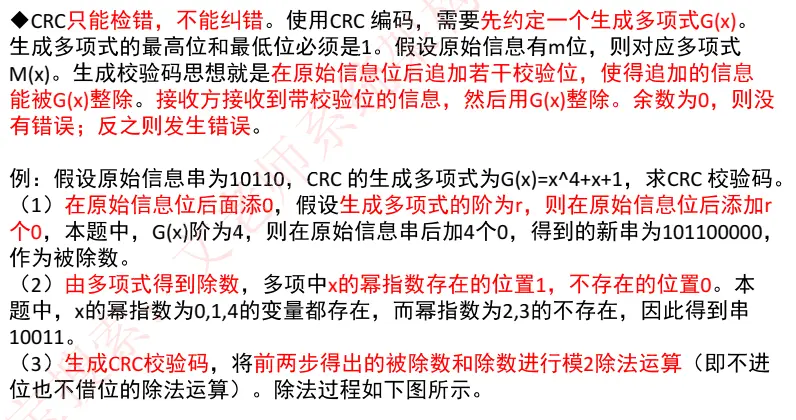 ◆CRC只能检错，不能纠错。使用CRC 编码，需要先约定一个生成多项式G(x)。
生成多项式的最高位和最低位必须是1。假设原始信息有m位，则对应多项式
M(x)。生成校验码思想就是在原始信息位后追加若干校验位，使得追加的信息
能被G(x)整除。接收方接收到带校验位的信息，然后用G(x)整除。余数为0，则没
有错误；反之则发生错误。
例：假设原始信息串为10110，CRC 的生成多项式为G(x)=x^4+x+1，求CRC 校验码。
（1）在原始信息位后面添0，假设生成多项式的阶为r，则在原始信息位后添加r
个0，本题中，G(x)阶为4，则在原始信息串后加4个0，得到的新串为101100000，
作为被除数。
（2）由多项式得到除数，多项中x的幂指数存在的位置1，不存在的位置0。本
题中，x的幂指数为0,1,4的变量都存在，而幂指数为2,3的不存在，因此得到串
10011。
（3）生成CRC校验码，将前两步得出的被除数和除数进行模2除法运算（即不进
位也不借位的除法运算）。除法过程如下图所示。